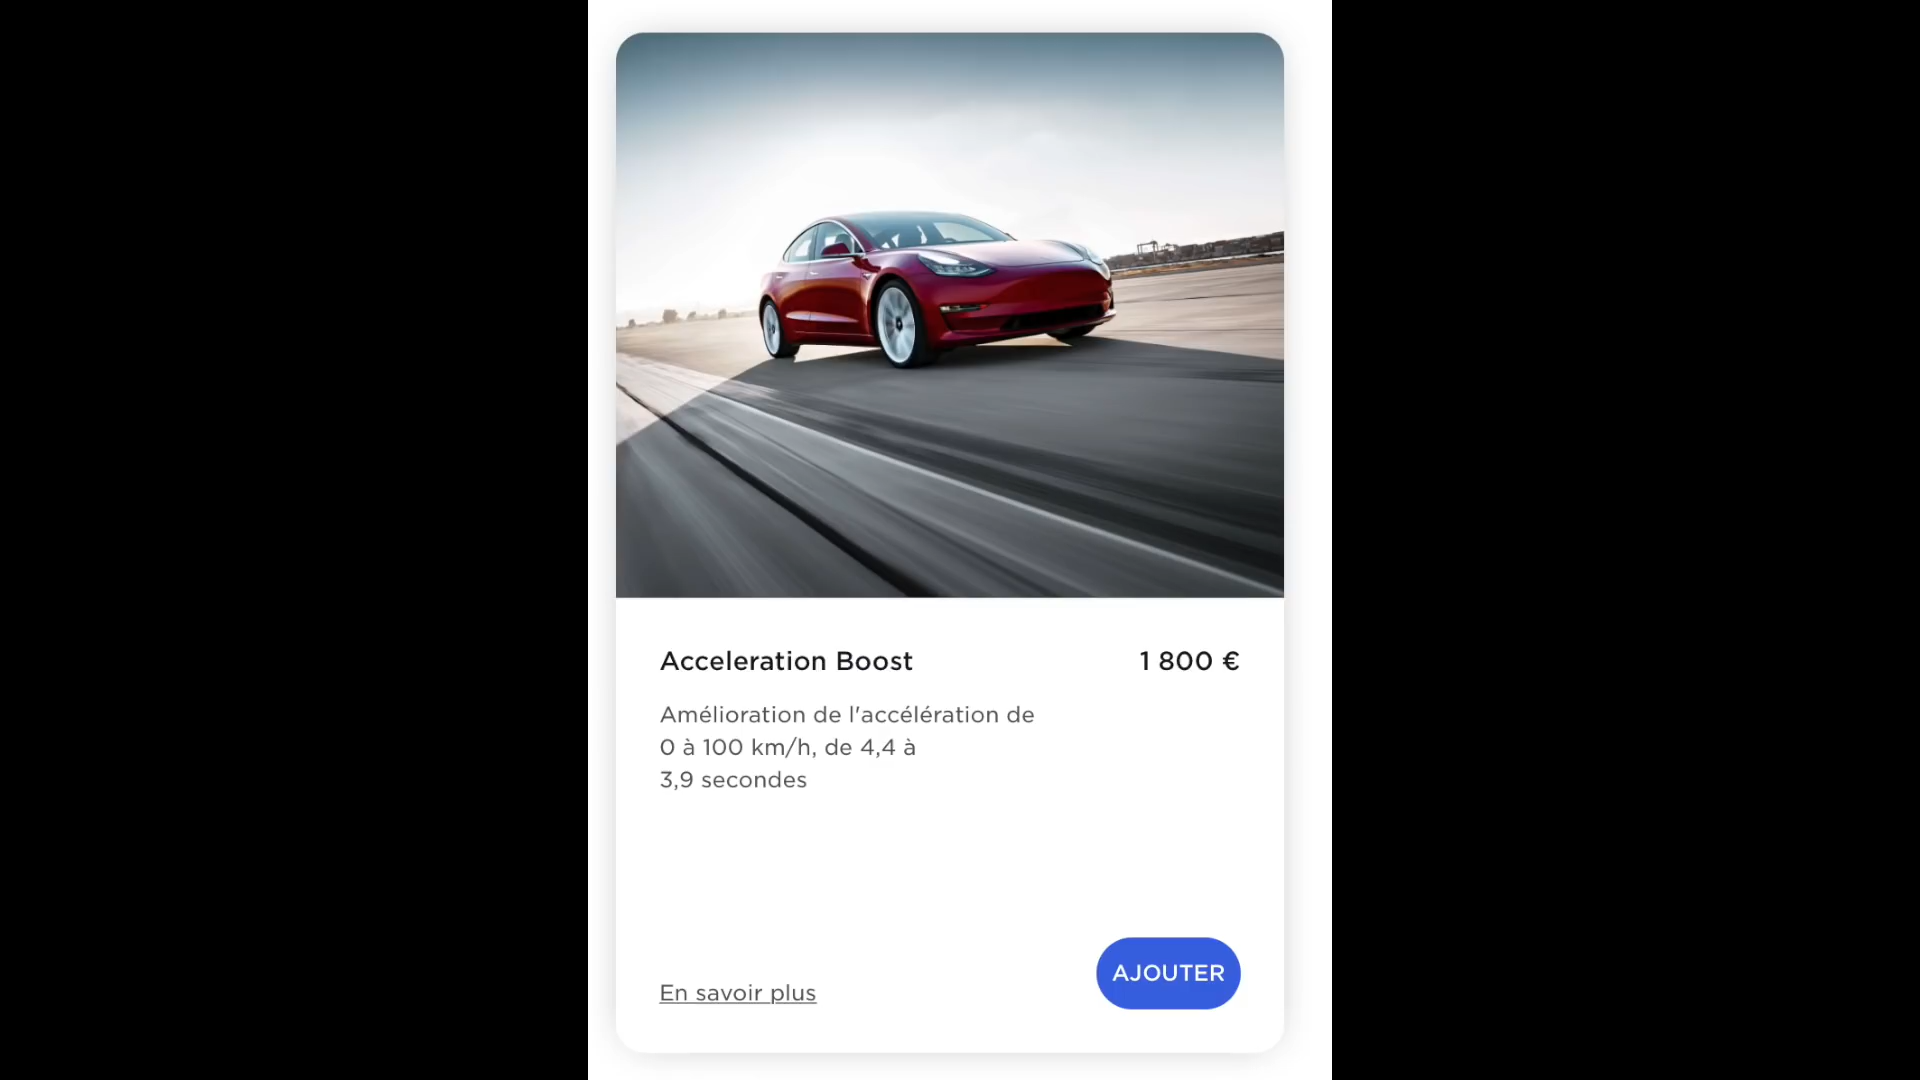 Acceleration Boost
1 800 €
Amélioration de l'accélération de
0 à 100 km/h, de 4,4 à
3,9 secondes
En savoir plus
AJOUTER